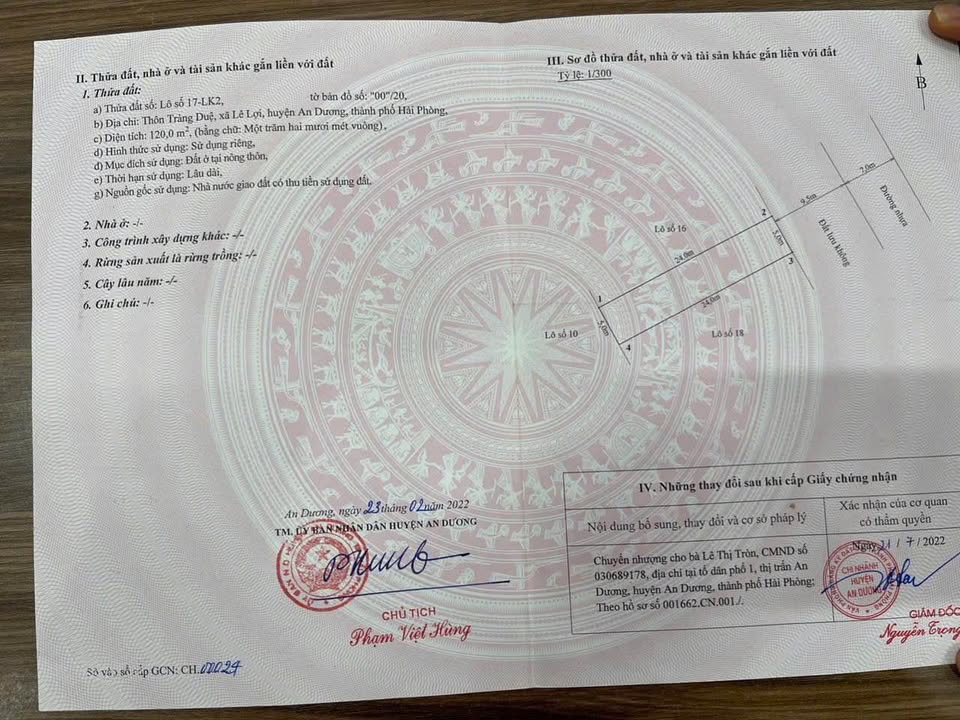 II. Thửa đất, nhà ở và tài sản khác gắn liền với đất
1. Thửa đất:
a) Thửa đất số: Lô số 17-LK2, tờ bản đồ số: "00"/20,
b) Địa chỉ: Thôn Tràng Duệ, xã Lê Lợi, huyện An Dương, thành phố Hải Phòng,
c) Diện tích: 120,0 m², (bằng chữ: Một trăm hai mươi mét vuông),
d) Hình thức sử dụng: Sử dụng riêng,
đ) Mục đích sử dụng: Đất ở tại nông thôn,
e) Thời hạn sử dụng: Lâu dài,
g) Nguồn gốc sử dụng: Nhà nước giao đất có thu tiền sử dụng đất.
2. Nhà ở: -/-
3. Công trình xây dựng khác: -/-
4. Rừng sản xuất là rừng trồng: -/-
5. Cây lâu năm: -/-
6. Ghi chú: -/-
An Dương, ngày 23 tháng 02 năm 2022
TM. ỦY BAN NHÂN DÂN HUYỆN AN DƯƠNG
CHỦ TỊCH
Phạm Việt Hùng
Số vào sổ cấp GCN: CH.00024
III. Sơ đồ thửa đất, nhà ở và tài sản khác gắn liền với đất
Tỷ lệ: 1/300
B
7,0m
9,5m
Đường nhựa
Đất lưu không
2
Lô số 16
5,0m
24,0m
3
1
24,0m
5,0m
Lô số 10
4
Lô số 18
IV. Những thay đổi sau khi cấp Giấy chứng nhận
Nội dung bổ sung, thay đổi và cơ sở pháp lý
Xác nhận của cơ quan
có thẩm quyền
Chuyển nhượng cho bà Lê Thị Tròn, CMND số
030689178, địa chỉ tại tổ dân phố 1, thị trấn An
Dương, huyện An Dương, thành phố Hải Phòng;
Theo hồ sơ số 001662.CN.001./.
Ngày 21/7/2022
CHI NHÁNH
HUYỆN
AN DƯƠNG
GIÁM ĐỐC
Nguyễn Trọng